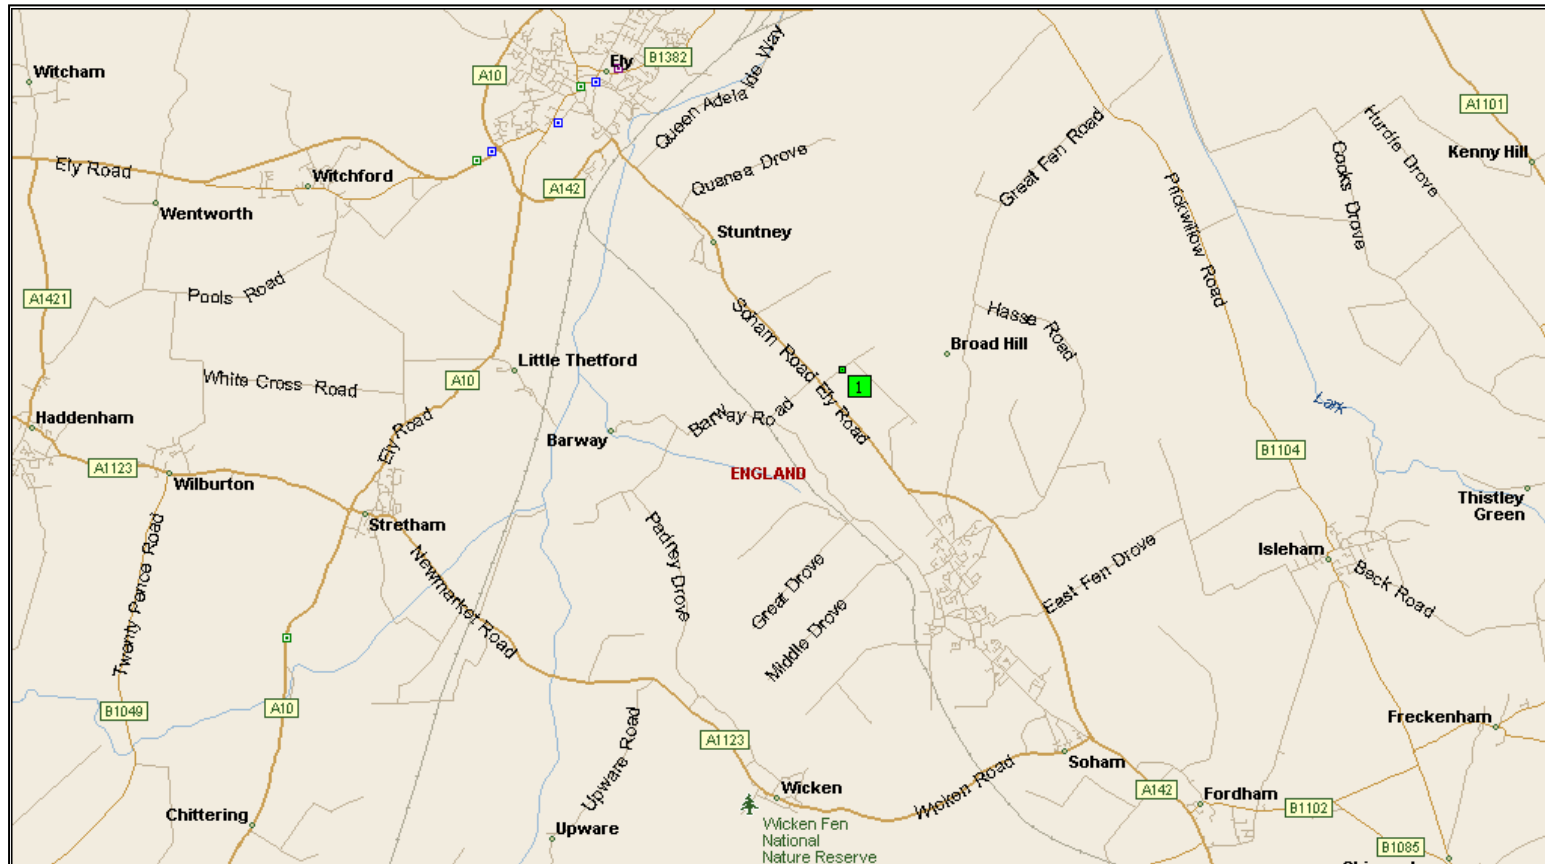 Witcham
A10
Ely
B1382
Queen Adelaide Way
A1101
Hurdle Drove
Kenny Hill
Ely Road
Witchford
Wentworth
A142
Quanea Drove
Great Fen Road
Cooks Drove
Prickwillow Road
Stuntney
A1421
Pools Road
Soham Road
Hasse Road
Broad Hill
Little Thetford
A10
White Cross Road
1
Ely Road
Lark
Haddenham
Ely Road
Barway
Barway Road
A1123
Wilburton
ENGLAND
B1104
Thistley
Green
Stretham
Padney Drove
Isleham
Beck Road
Twenty Pence Road
Newmarket Road
Great Drove
Middle Drove
East Fen Drove
B1049
A10
Freckenham
A1123
Upware Road
Soham
Wicken
Wicken Road
A142
Fordham
B1102
Chittering
Upware
Wicken Fen
National
Nature Reserve
B1085